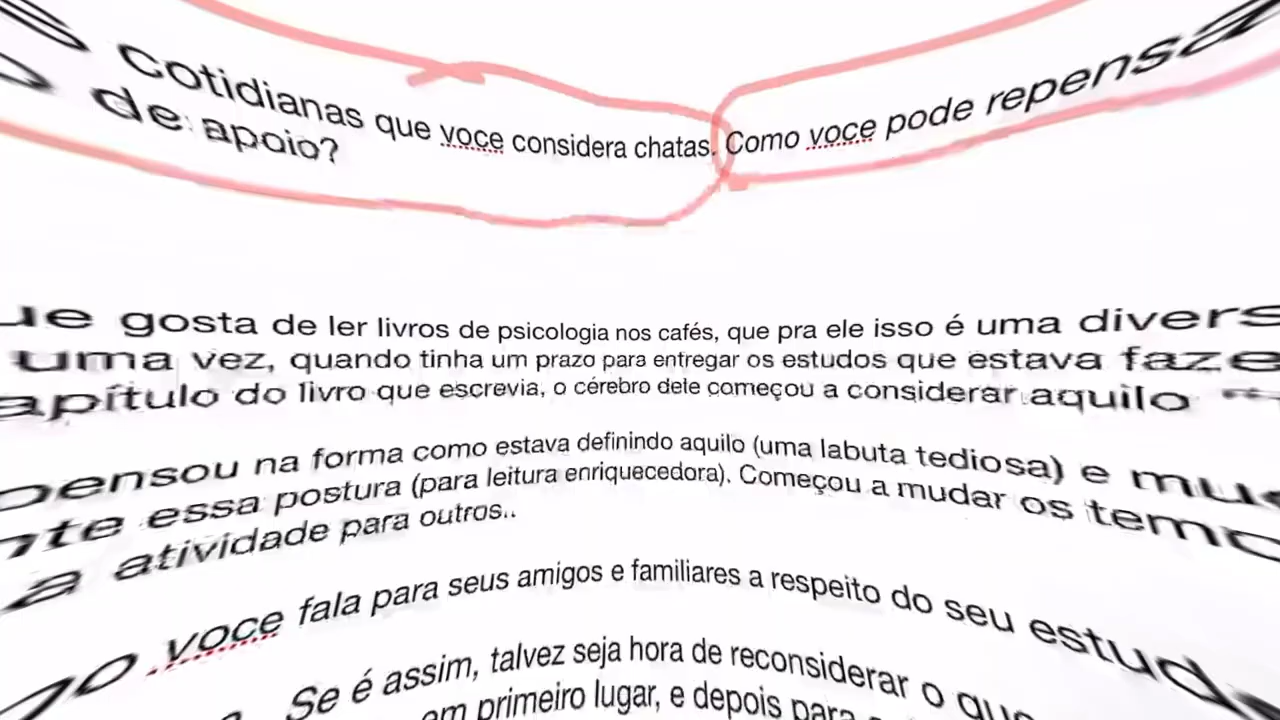 cotidianas que voce considera chatas. Como voce pode repensa
de apoio?
ue gosta de ler livros de psicologia nos cafés, que pra ele isso é uma divers
uma vez, quando tinha um prazo para entregar os estudos que estava faze
apítulo do livro que escrevia, o cérebro dele começou a considerar aquilo
pensou na forma como estava definindo aquilo (uma labuta tediosa) e mu
nte essa postura (para leitura enriquecedora). Começou a mudar os term
a atividade para outros..
voce fala para seus amigos e familiares a respeito do seu estud
Se é assim, talvez seja hora de reconsiderar o qu
em primeiro lugar, e depois para